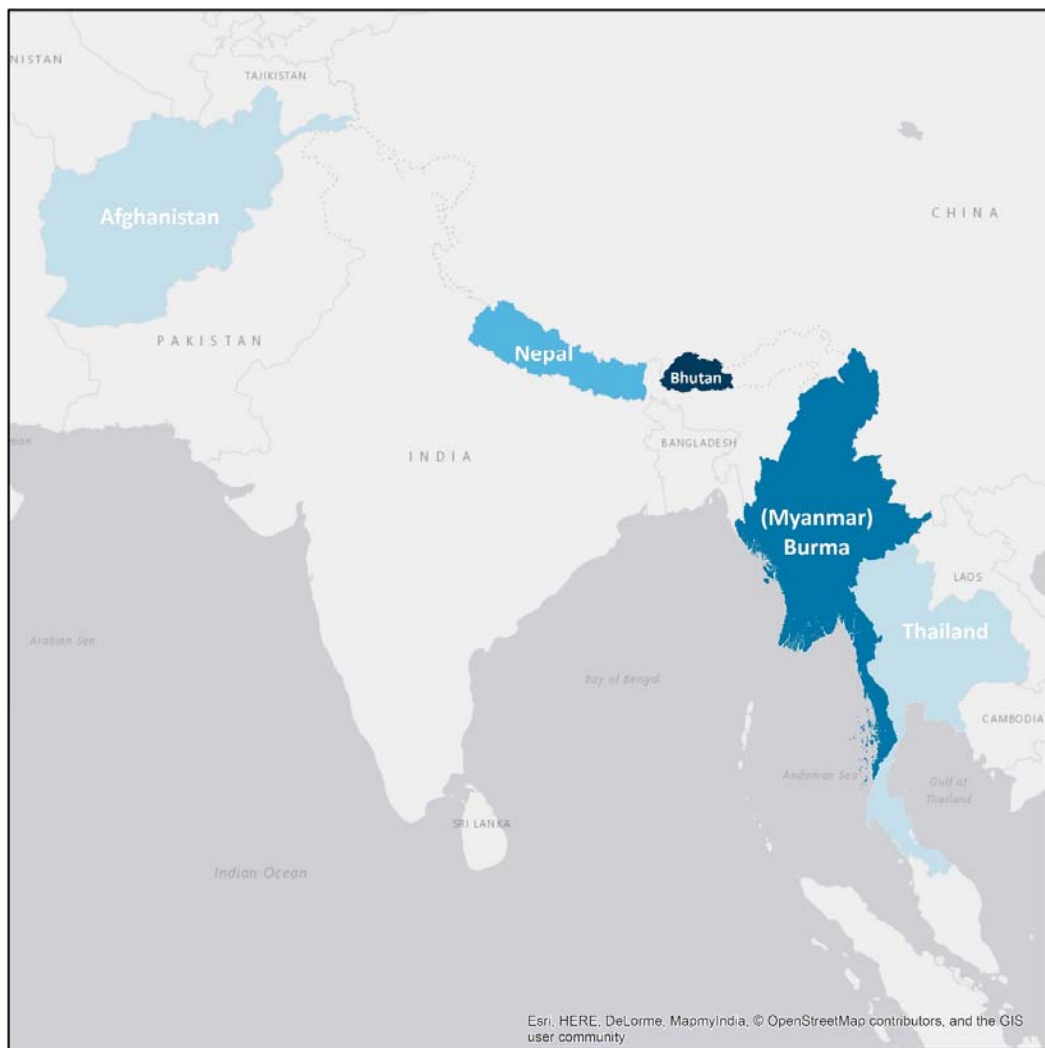 NISTAN
TAJIKISTAN
Afghanistan
CHINA
PAKISTAN
Nepal
Bhutan
BANGLADESH
INDIA
(Myanmar)
Burma
LAOS
Thailand
Arabian Sea
Bay of Bengal
CAMBODIA
Andaman Sea
Gulf of
Thailand
SRI LANKA
Indian Ocean
Esri, HERE, DeLorme, MapmyIndia, © OpenStreetMap contributors, and the GIS
user community